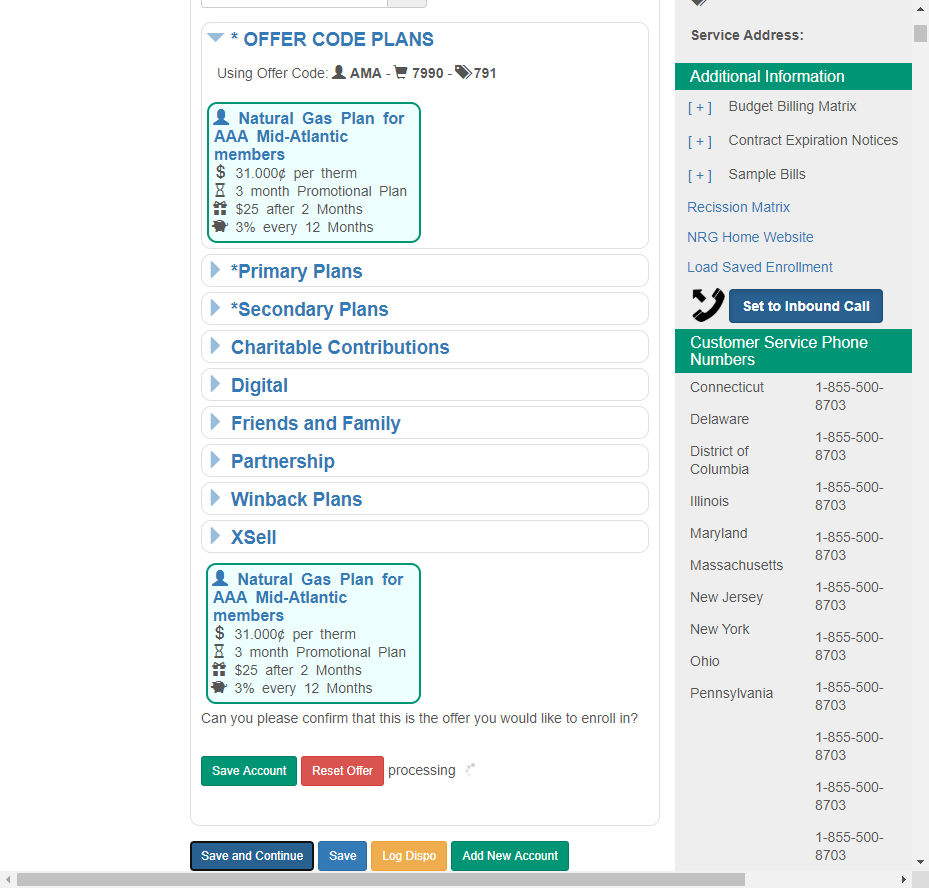 * OFFER CODE PLANS
Using Offer Code: AMA - 7990 - 791
Natural Gas Plan for
AAA Mid-Atlantic
members
$ 31.000¢ per therm
3 month Promotional Plan
$25 after 2 Months
3% every 12 Months
*Primary Plans
*Secondary Plans
Charitable Contributions
Digital
Friends and Family
Partnership
Winback Plans
XSell
Natural Gas Plan for
AAA Mid-Atlantic
members
$ 31.000¢ per therm
3 month Promotional Plan
$25 after 2 Months
3% every 12 Months
Can you please confirm that this is the offer you would like to enroll in?
Save Account Reset Offer processing
Save and Continue Save Log Dispo Add New Account
Service Address:
Additional Information
[ + ] Budget Billing Matrix
[ + ] Contract Expiration Notices
[ + ] Sample Bills
Recission Matrix
NRG Home Website
Load Saved Enrollment
Set to Inbound Call
Customer Service Phone
Numbers
Connecticut
Delaware
District of
Columbia
Illinois
Maryland
Massachusetts
New Jersey
New York
Ohio
Pennsylvania
1-855-500-
8703
1-855-500-
8703
1-855-500-
8703
1-855-500-
8703
1-855-500-
8703
1-855-500-
8703
1-855-500-
8703
1-855-500-
8703
1-855-500-
8703
1-855-500-
8703